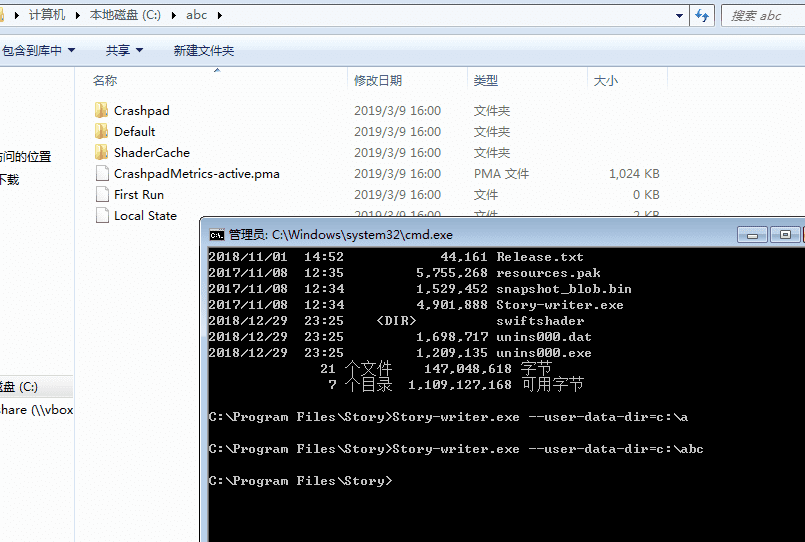 计算机 本地磁盘 (C:) abc 搜索 abc
包含到库中 共享 新建文件夹
名称 修改日期 类型 大小
Crashpad 2019/3/9 16:00 文件夹
Default 2019/3/9 16:00 文件夹
ShaderCache 2019/3/9 16:00 文件夹
访问的位置
CrashpadMetrics-active.pma 2019/3/9 16:00 PMA 文件 1,024 KB
下载
First Run 2019/3/9 16:00 文件 0 KB
Local State 2019/3/9 16:00 文件 2 KB
管理员: C:\Windows\system32\cmd.exe
2018/11/01 14:52 44,161 Release.txt
2017/11/08 12:35 5,755,268 resources.pak
2017/11/08 12:34 1,529,452 snapshot_blob.bin
2017/11/08 12:34 4,901,888 Story-writer.exe
2018/12/29 23:25 <DIR> swiftshader
2018/12/29 23:25 1,698,717 unins000.dat
2018/12/29 23:25 1,209,135 unins000.exe
21 个文件 147,048,618 字节
7 个目录 1,109,127,168 可用字节
磁盘 (C:)
share (\\vbox
C:\Program Files\Story>Story-writer.exe --user-data-dir=c:\a
C:\Program Files\Story>Story-writer.exe --user-data-dir=c:\abc
C:\Program Files\Story>